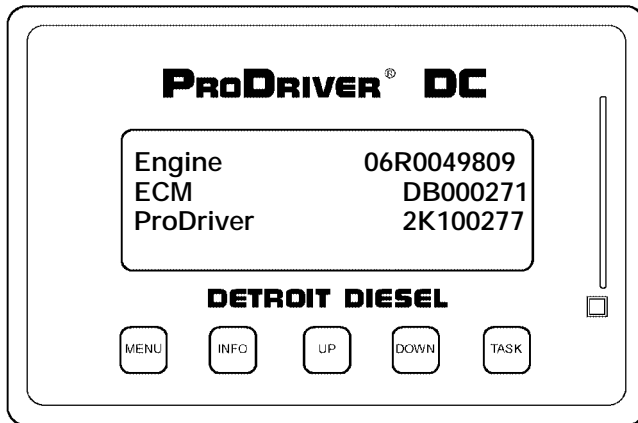 PRODRIVER® DC
Engine 06R0049809
ECM DB000271
ProDriver 2K100277
DETROIT DIESEL
MENU INFO UP DOWN TASK